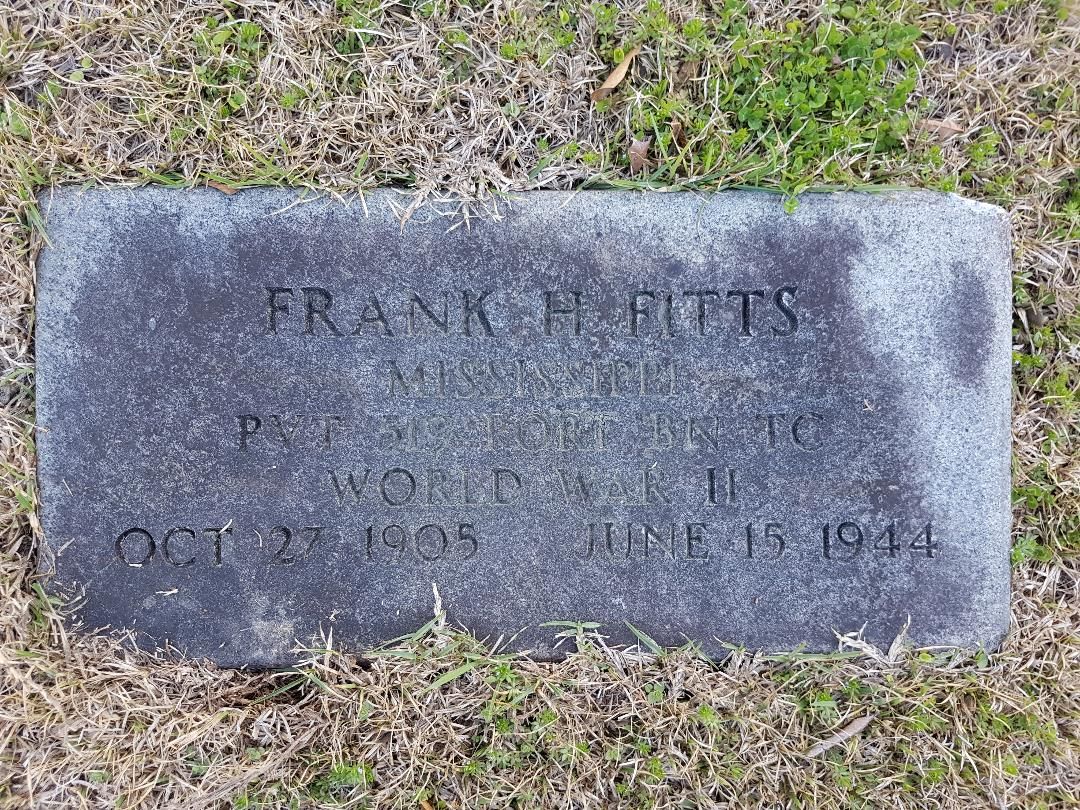 FRANK H FITTS
MISSISSIPPI
PVT 519 PORT BN TC
WORLD WAR II
OCT 27 1905 JUNE 15 1944